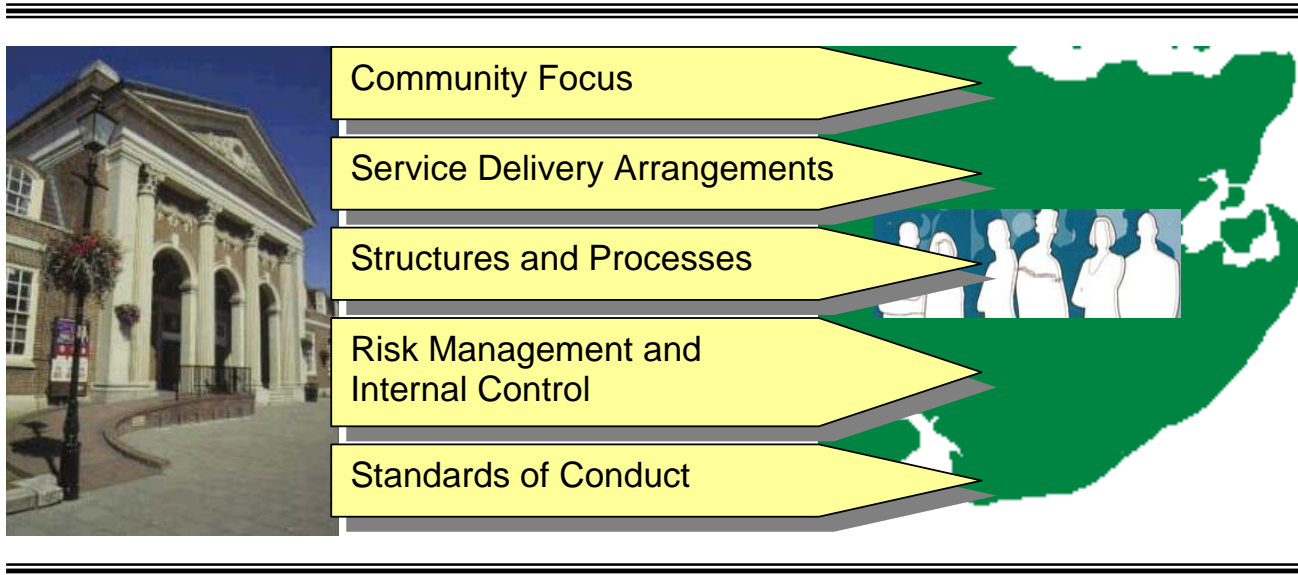 Community Focus
Service Delivery Arrangements
Structures and Processes
Risk Management and
Internal Control
Standards of Conduct